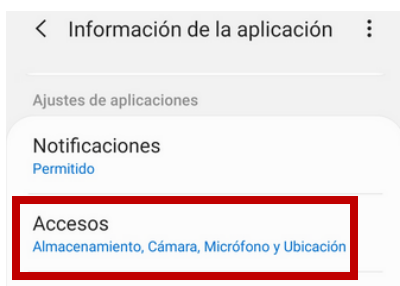 Información de la aplicación
Ajustes de aplicaciones
Notificaciones
Permitido
Accesos
Almacenamiento, Cámara, Micrófono y Ubicación